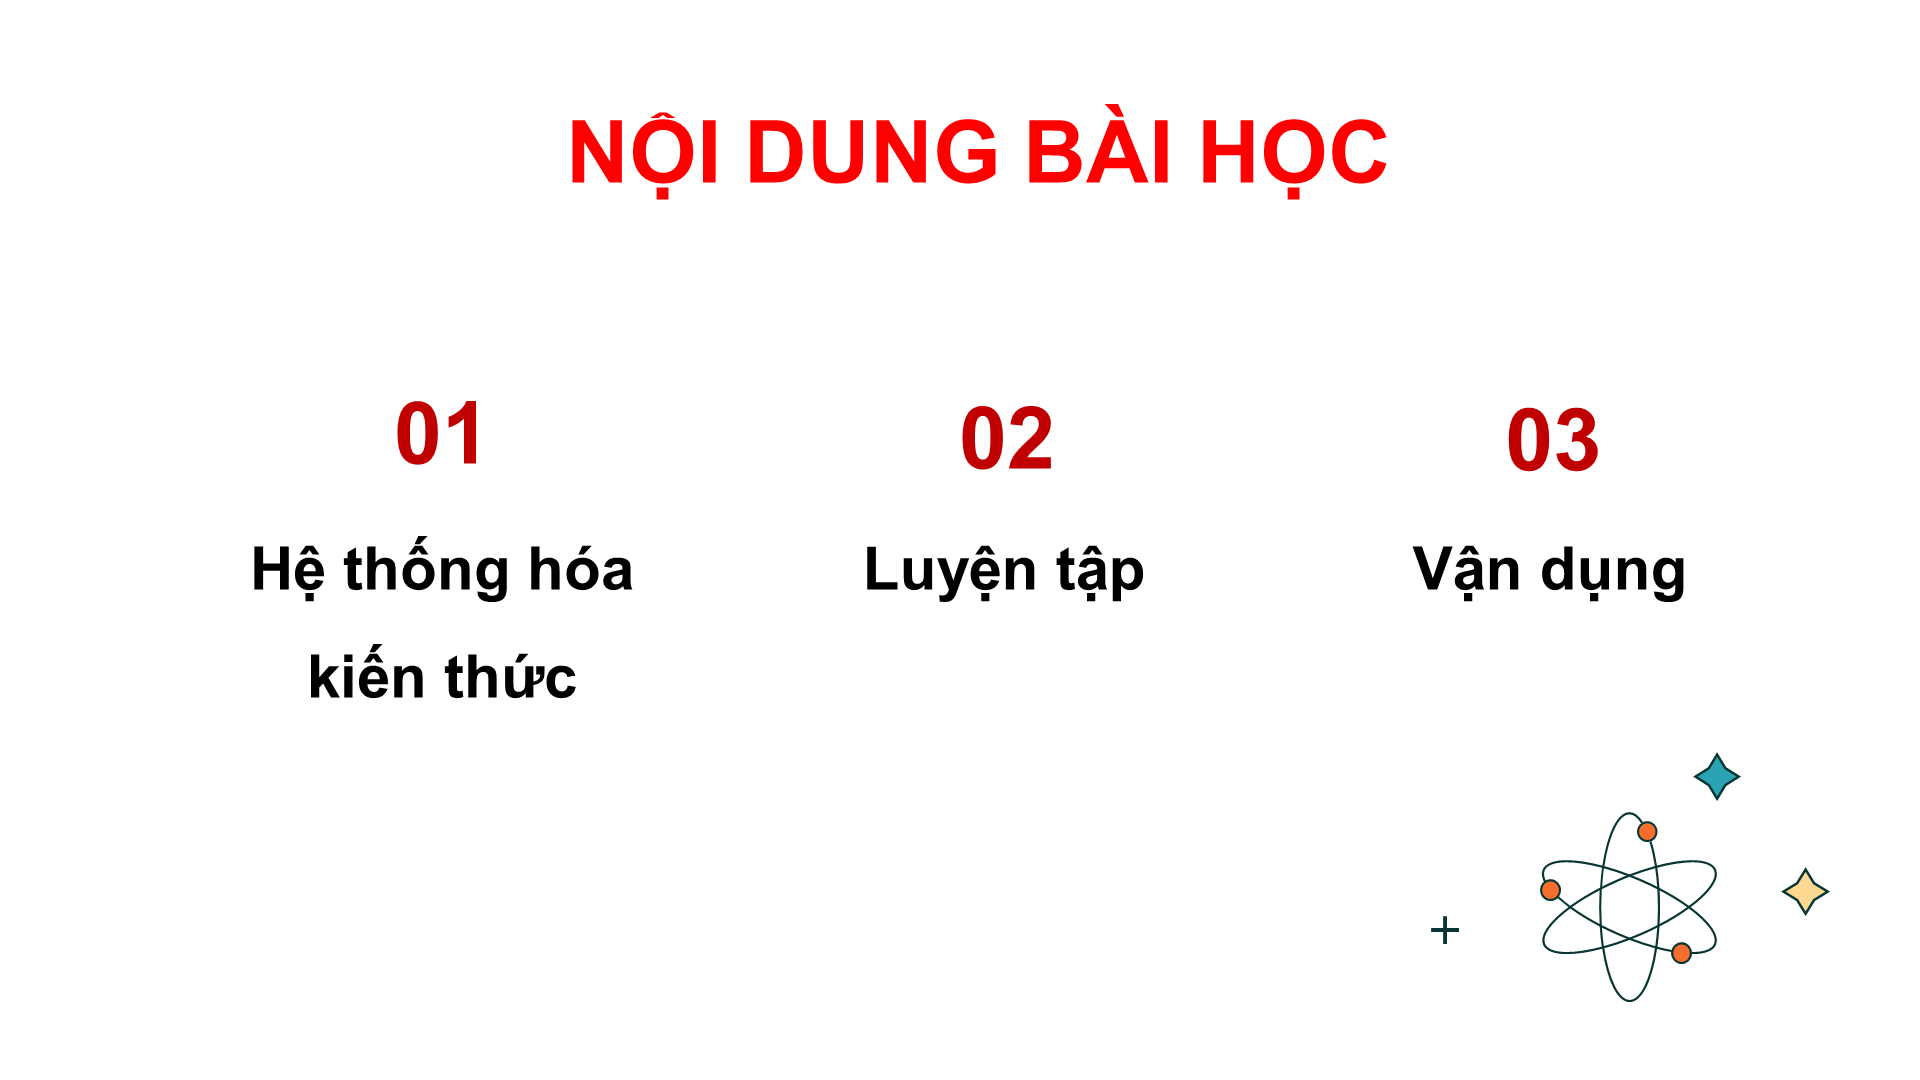 NỘI DUNG BÀI HỌC
01
Hệ thống hóa
kiến thức
02
Luyện tập
03
Vận dụng